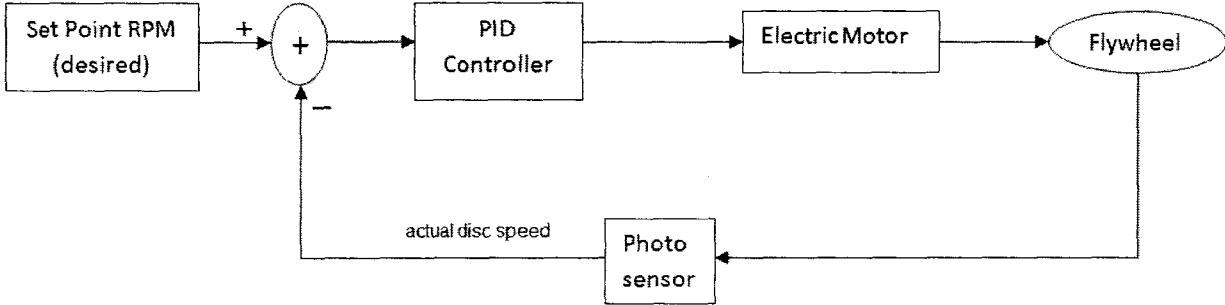 Set Point RPM
(desired)
+
+
PID
Controller
Electric Motor
Flywheel
−
actual disc speed
Photo
sensor